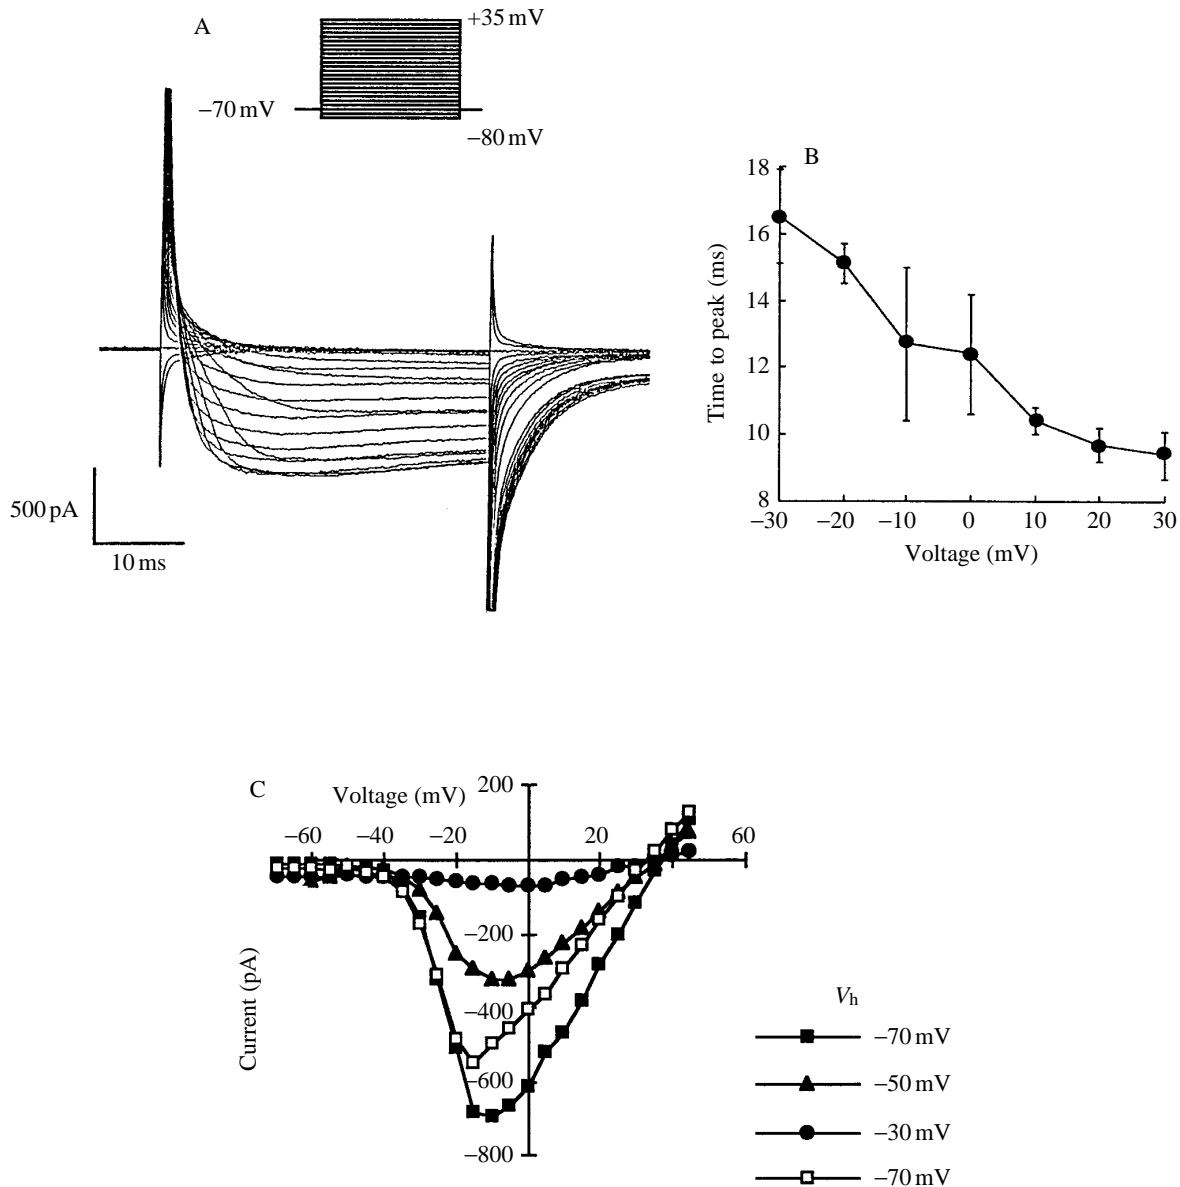 A
+35 mV
−70 mV
−80 mV
500 pA
10 ms
B
18
16
14
12
10
8
Time to peak (ms)
−30 −20 −10 0 10 20 30
Voltage (mV)
C
Voltage (mV)
200
−60 −40 −20 20 60
−200
−400
−600
−800
Current (pA)
Vh
−70 mV
−50 mV
−30 mV
−70 mV